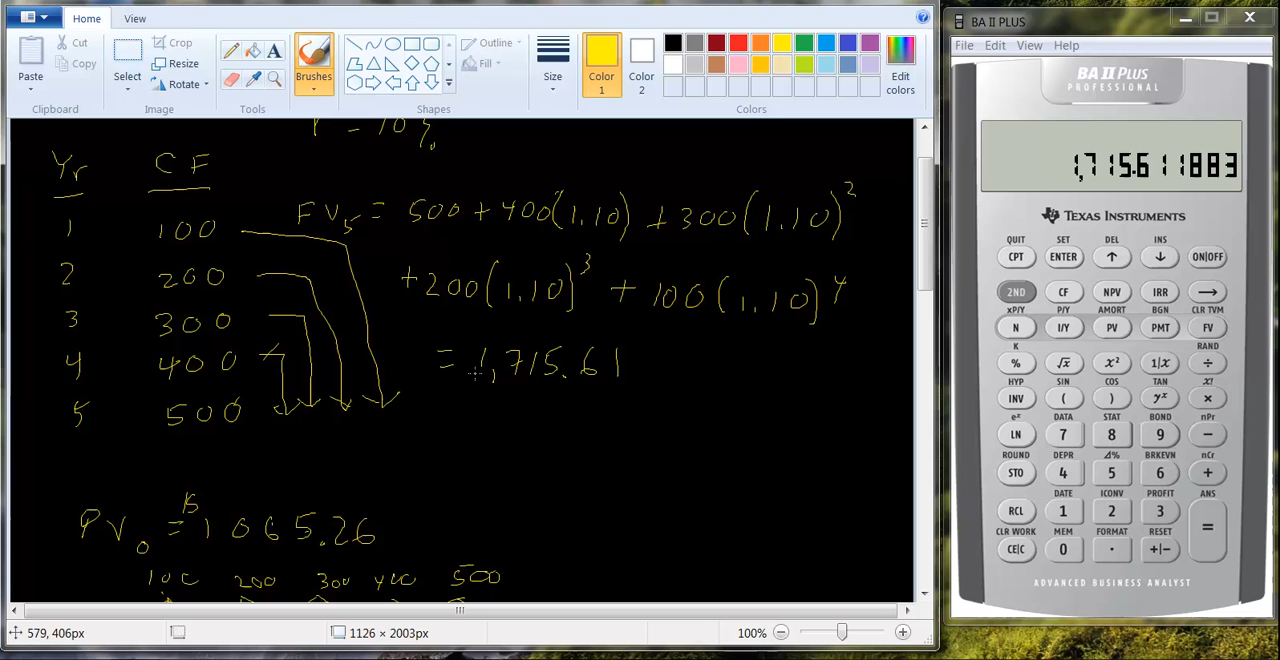 Home View
BA II PLUS
File Edit View Help
Paste
Cut
Copy
Clipboard
Select
Crop
Resize
Rotate
Image
Tools
Brushes
Shapes
Outline
Fill
Size
Color 1
Color 2
Edit colors
Colors
r = 10%
Yr CF
1 100
2 200
3 300
4 400
5 500
FV5 = 500 + 400(1.10) + 300(1.10)^2
+ 200(1.10)^3 + 100(1.10)^4
= 1,715.61
PV0 = 1065.26
100 200 300 400 500
579, 406px
1126 × 2003px
100%
BA II PLUS
PROFESSIONAL
1,715.611883
TEXAS INSTRUMENTS
QUIT SET DEL INS
CPT ENTER ↑ ↓ ON|OFF
2ND CF NPV IRR →
xP/Y P/Y AMORT BGN CLR TVM
N I/Y PV PMT FV
K RAND
% √x x² 1/x ÷
HYP SIN COS TAN x!
INV ( ) yˣ ×
eˣ DATA STAT BOND nPr
LN 7 8 9 −
ROUND DEPR Δ% BRKEVN nCr
STO 4 5 6 +
DATE ICONV PROFIT ANS
RCL 1 2 3 =
CLR WORK MEM FORMAT RESET
CE|C 0 . +|−
ADVANCED BUSINESS ANALYST